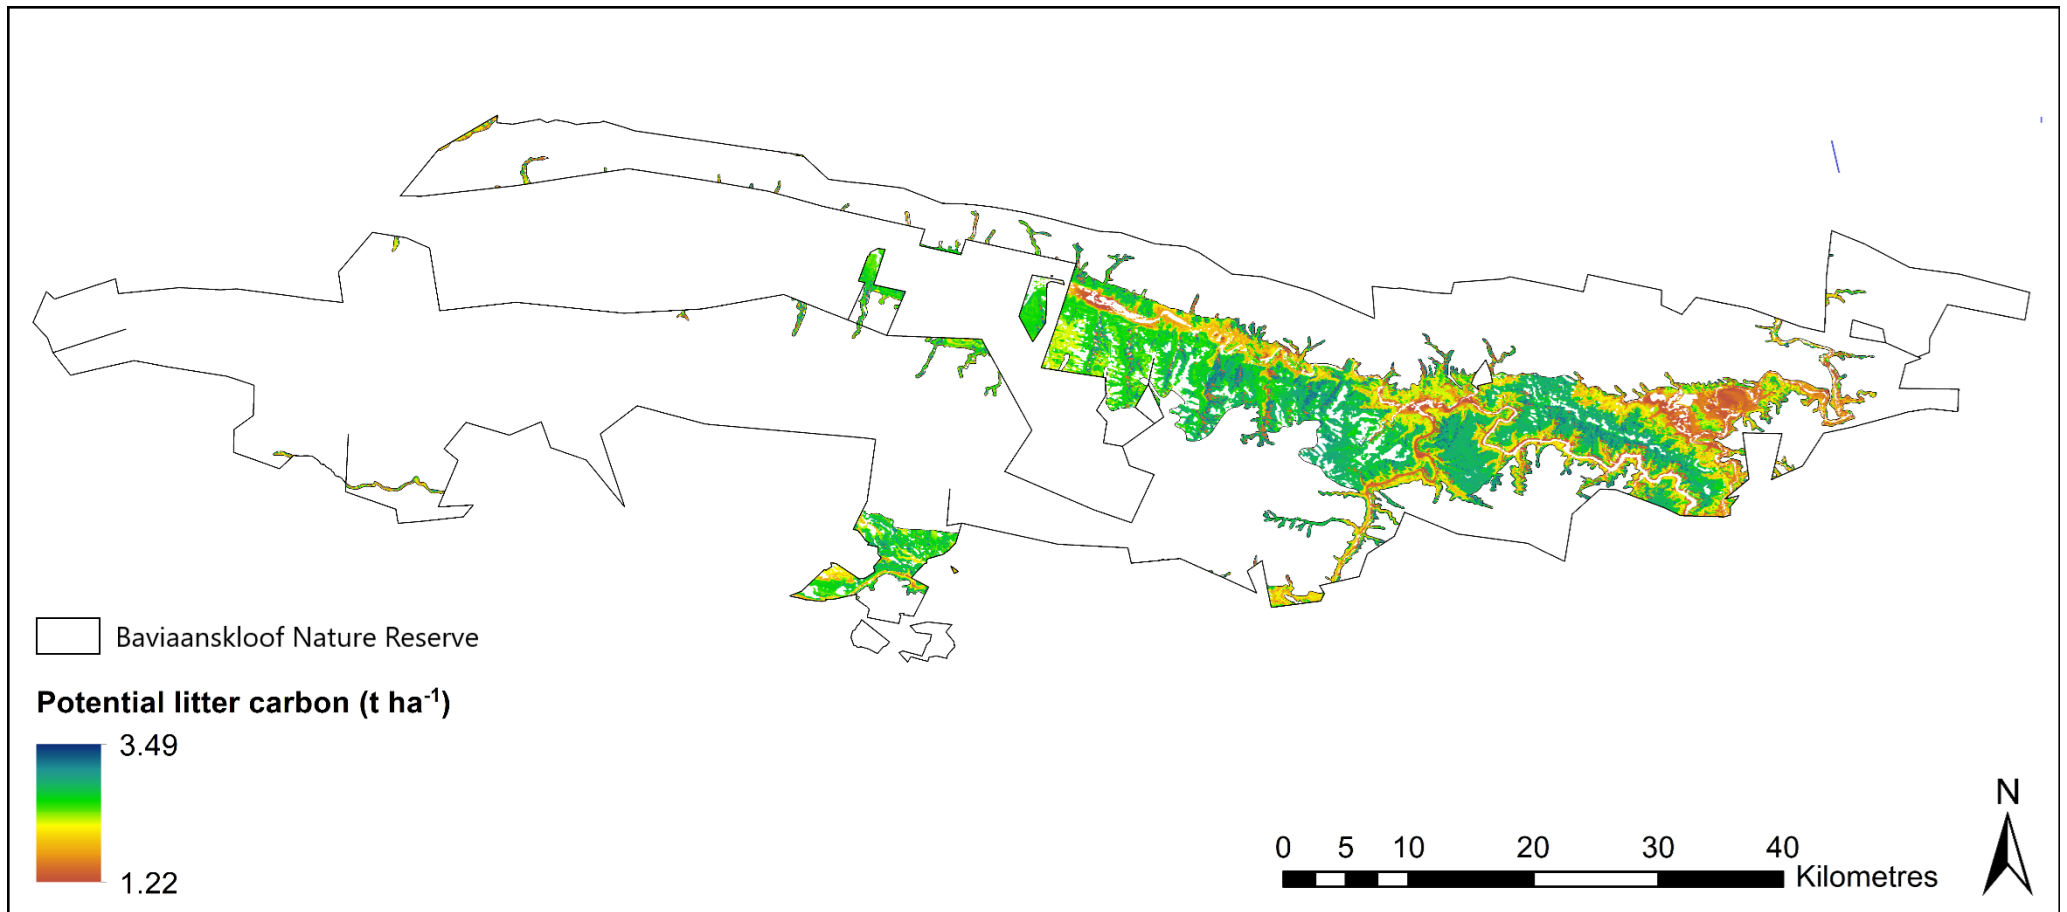 Baviaanskloof Nature Reserve
Potential litter carbon (t ha⁻¹)
3.49
1.22
N
0 5 10 20 30 40
Kilometres